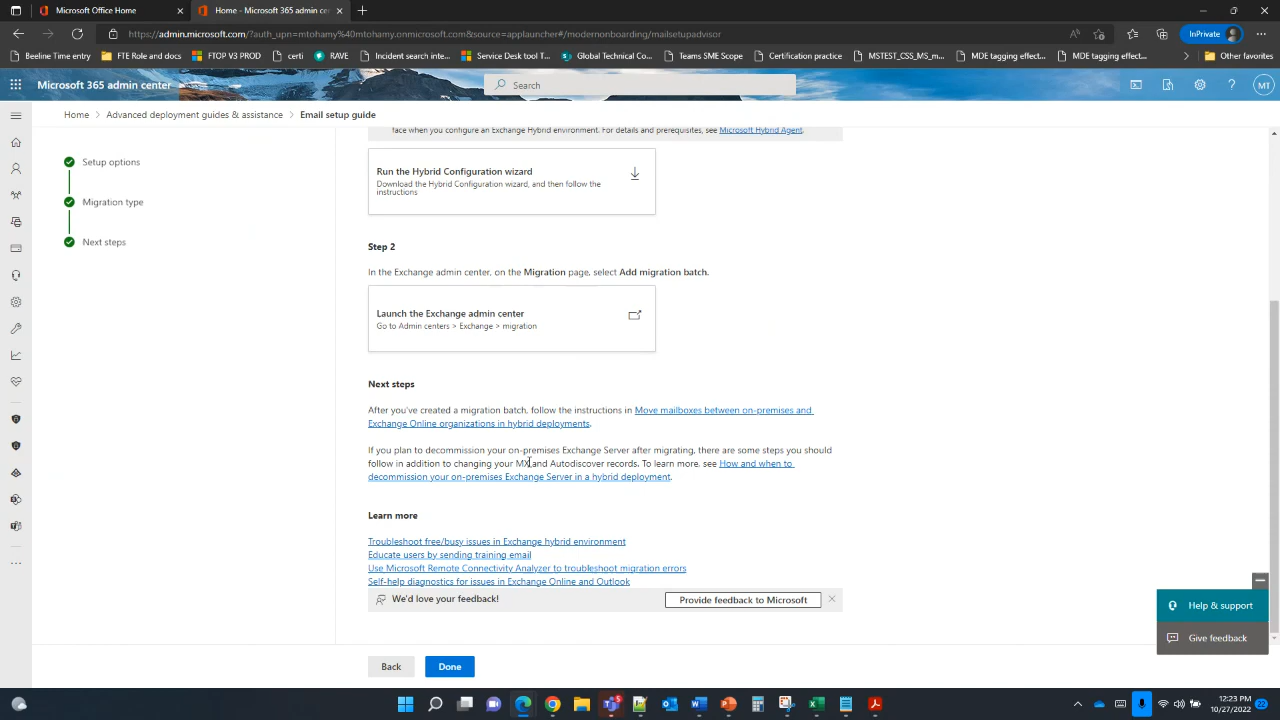 Microsoft Office Home
Home - Microsoft 365 admin cer
https://admin.microsoft.com/?auth_upn=mtohamy%40mtohamy.onmicrosoft.com&source=applauncher#/modernonboarding/mailsetupadvisor
InPrivate
Beeline Time entry
FTE Role and docs
FTOP V3 PROD
certi
RAVE
Incident search inte...
Service Task tool T...
Global Technical Co...
Teams SME Scope
Certification practice
MSTEST_CSS_MS_m...
MDE tagging effect...
MDE tagging effect...
Other favorites
Microsoft 365 admin center
Search
MT
Home > Advanced deployment guides & assistance > Email setup guide
Setup options
Migration type
Next steps
face when you configure an Exchange Hybrid environment. For details and prerequisites, see Microsoft Hybrid Agent.
Run the Hybrid Configuration wizard
Download the Hybrid Configuration wizard, and then follow the
instructions
Step 2
In the Exchange admin center, on the Migration page, select Add migration batch.
Launch the Exchange admin center
Go to Admin centers > Exchange > migration
Next steps
After you've created a migration batch, follow the instructions in Move mailboxes between on-premises and
Exchange Online organizations in hybrid deployments.
If you plan to decommission your on-premises Exchange Server after migrating, there are some steps you should
follow in addition to changing your MX and Autodiscover records. To learn more, see How and when to
decommission your on-premises Exchange Server in a hybrid deployment.
Learn more
Troubleshoot free/busy issues in Exchange hybrid environment
Educate users by sending training email
Use Microsoft Remote Connectivity Analyzer to troubleshoot migration errors
Self-help diagnostics for issues in Exchange Online and Outlook
We'd love your feedback!
Provide feedback to Microsoft
Help & support
Give feedback
Back
Done
5
12:23 PM
10/27/2022
22